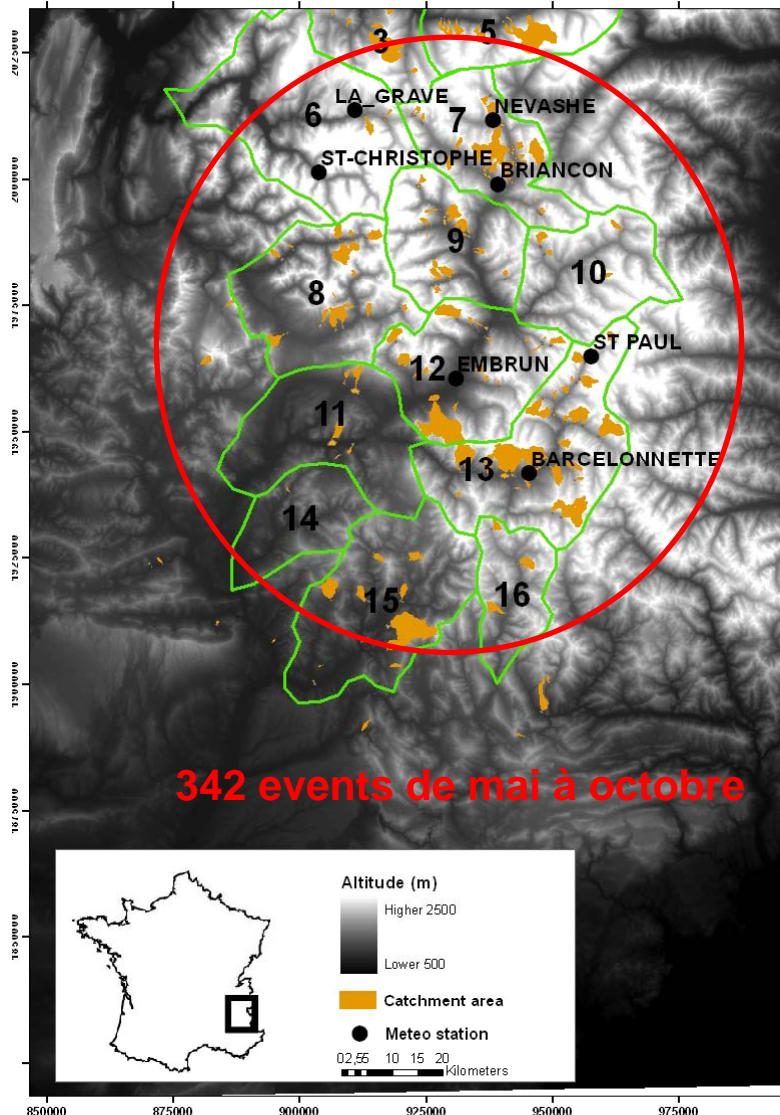 3
5
LA_GRAVE
6
NEVASHE
7
ST-CHRISTOPHE
BRIANCON
9
10
8
ST PAUL
12
EMBRUN
11
13
BARCELONNETTE
14
15
16
342 events de mai à octobre
Altitude (m)
Higher 2500
Lower 500
Catchment area
Meteo station
02,55 10 15 20
Kilometers
850000 875000 900000 925000 950000 975000